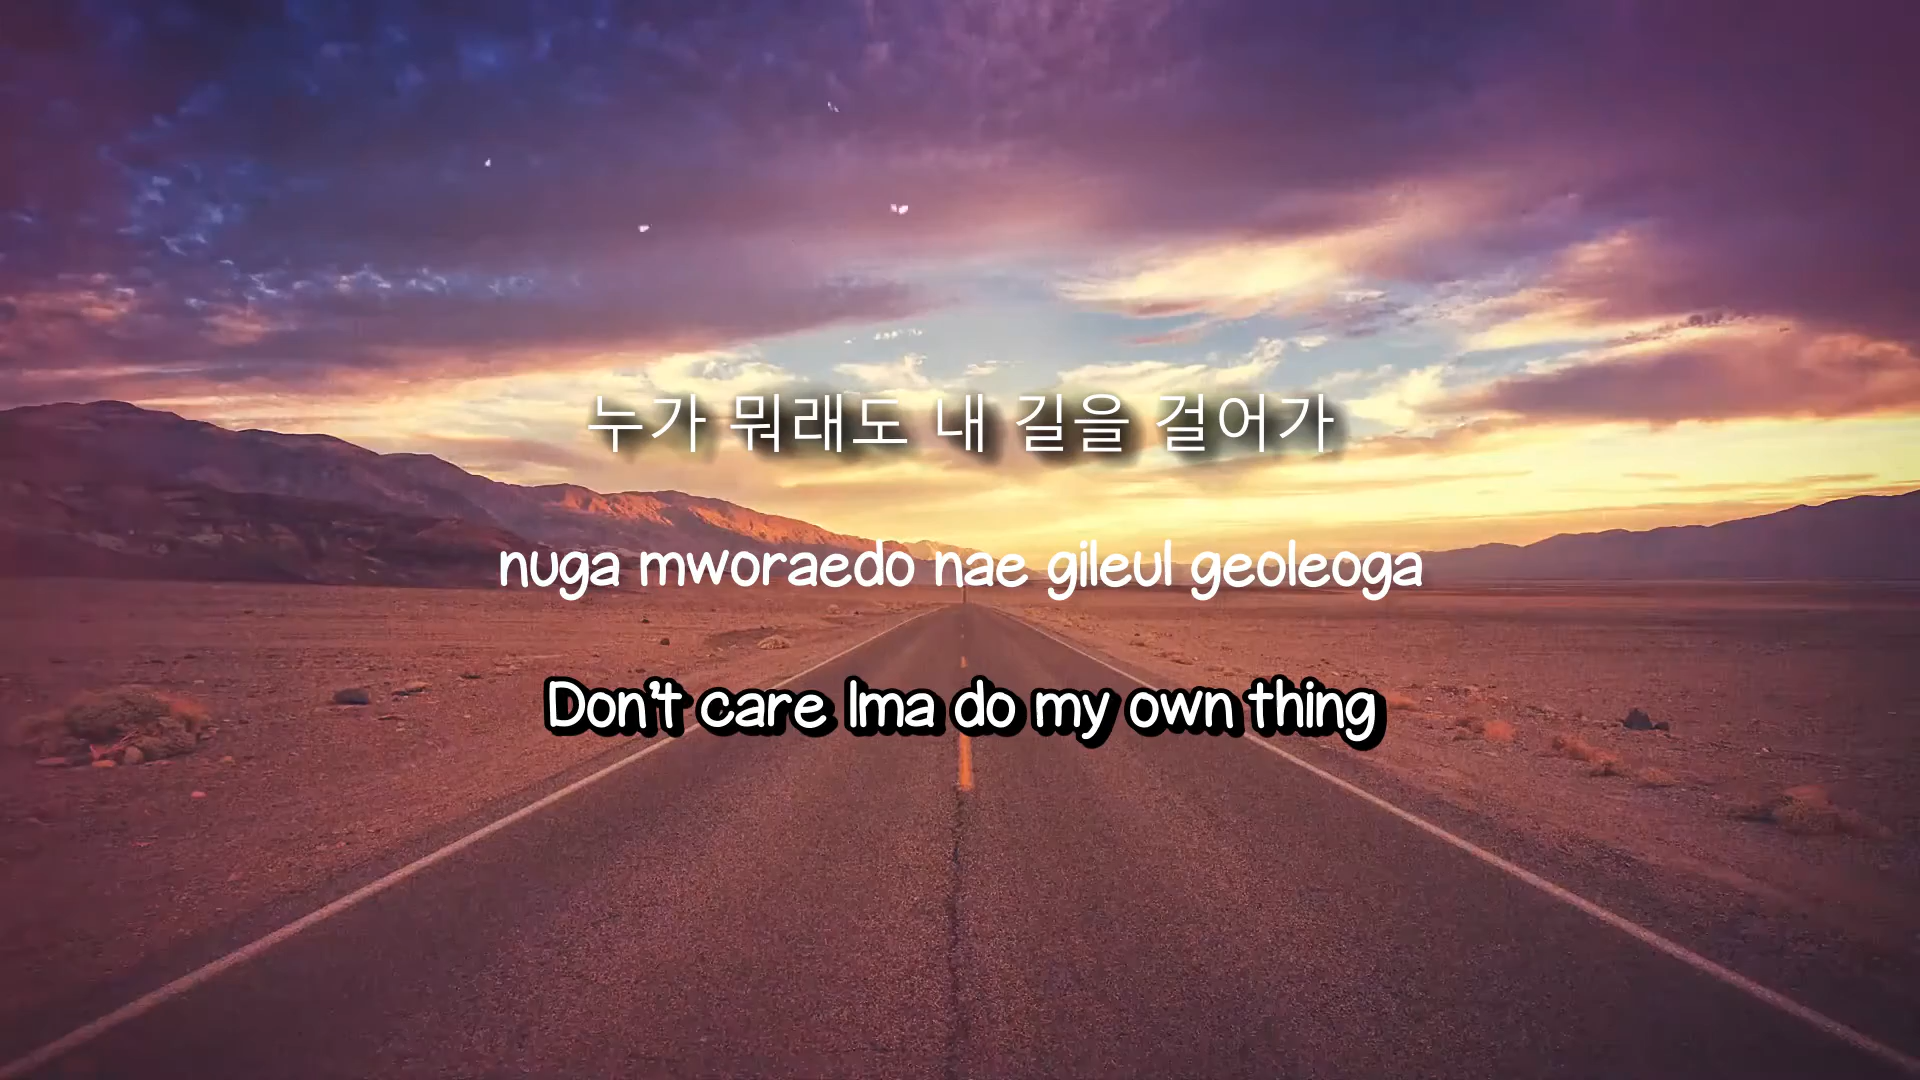 누가 뭐래도 내 길을 걸어가
nuga mworaedo nae gileul geoleoga
Don't care Ima do my own thing